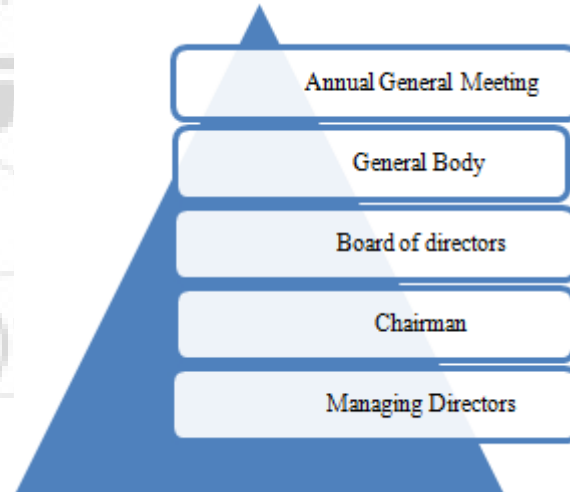 Annual General Meeting
General Body
Board of directors
Chairman
Managing Directors